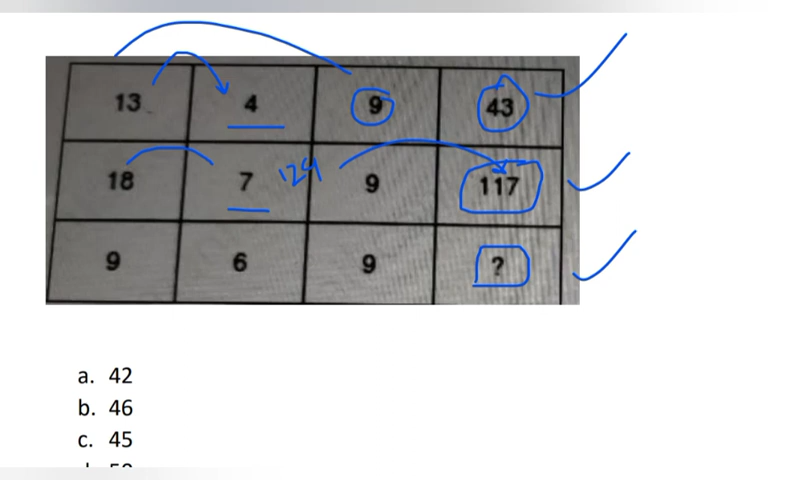 13 4 9 43
18 7 124 9 117
9 6 9 ?
a. 42
b. 46
c. 45